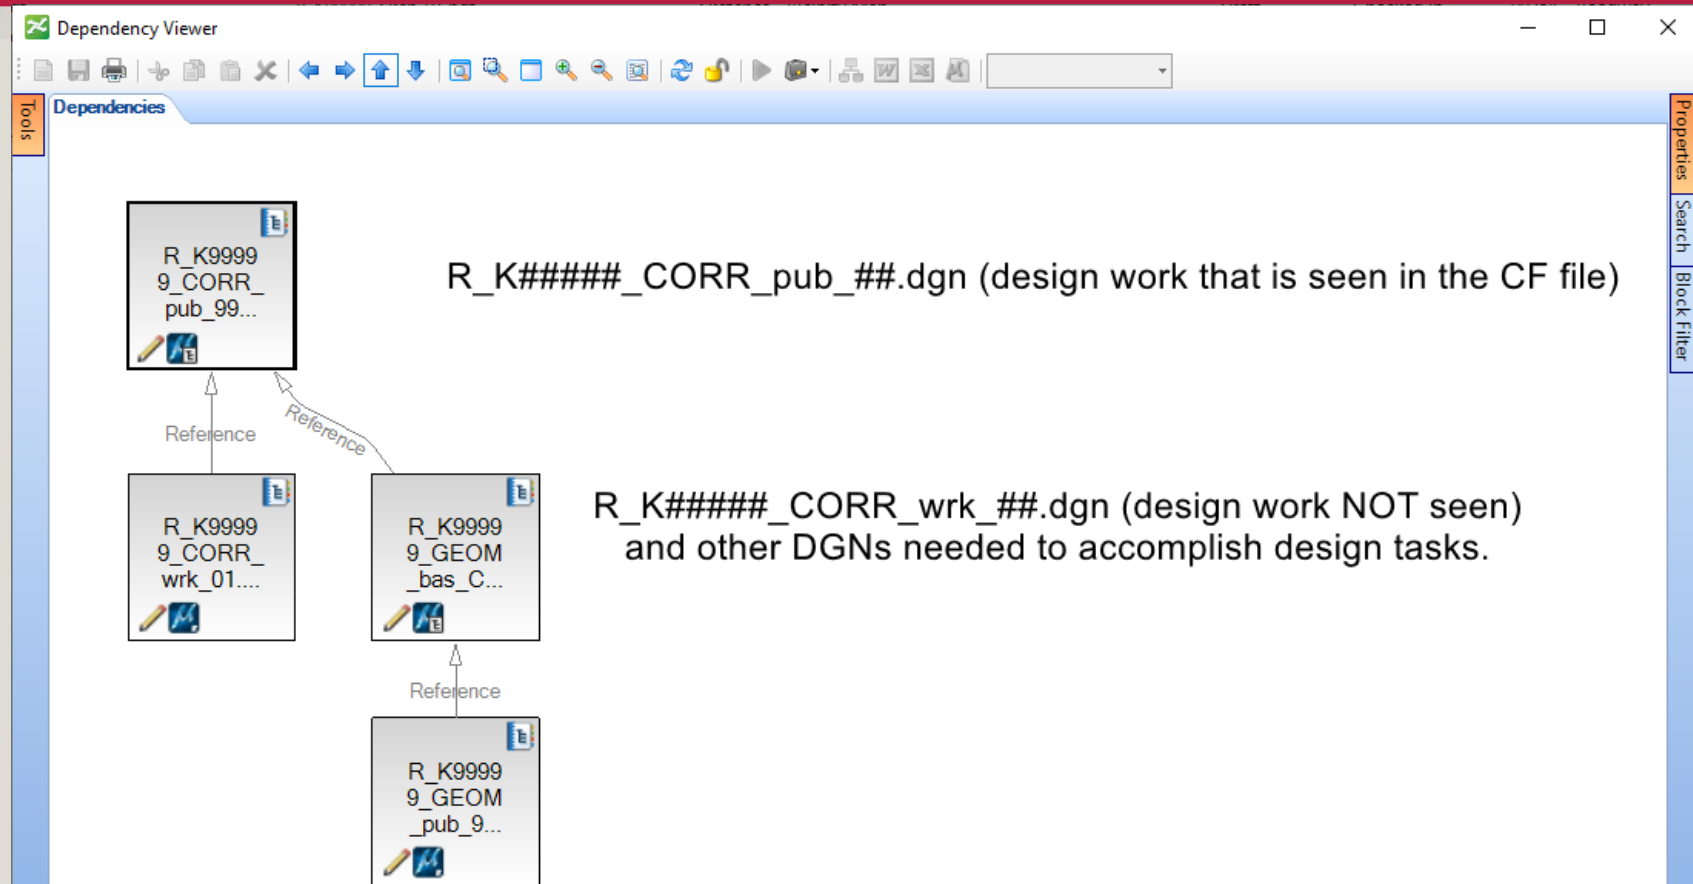 Dependency Viewer
Tools
Dependencies
Properties
Search
Block Filter
R_K9999
9_CORR_
pub_99...
R_K#####_CORR_pub_##.dgn (design work that is seen in the CF file)
Reference
Reference
R_K9999
9_CORR_
wrk_01....
R_K9999
9_GEOM
_bas_C...
R_K#####_CORR_wrk_##.dgn (design work NOT seen)
and other DGNs needed to accomplish design tasks.
Reference
R_K9999
9_GEOM
_pub_9...